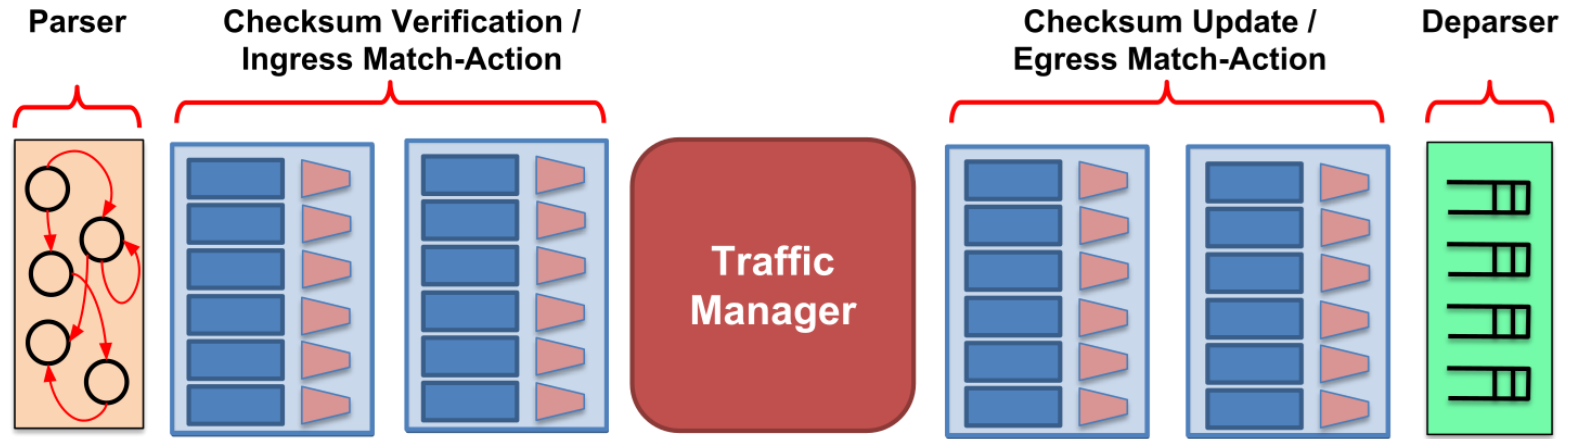 Parser
Checksum Verification /
Ingress Match-Action
Checksum Update /
Egress Match-Action
Deparser
Traffic
Manager